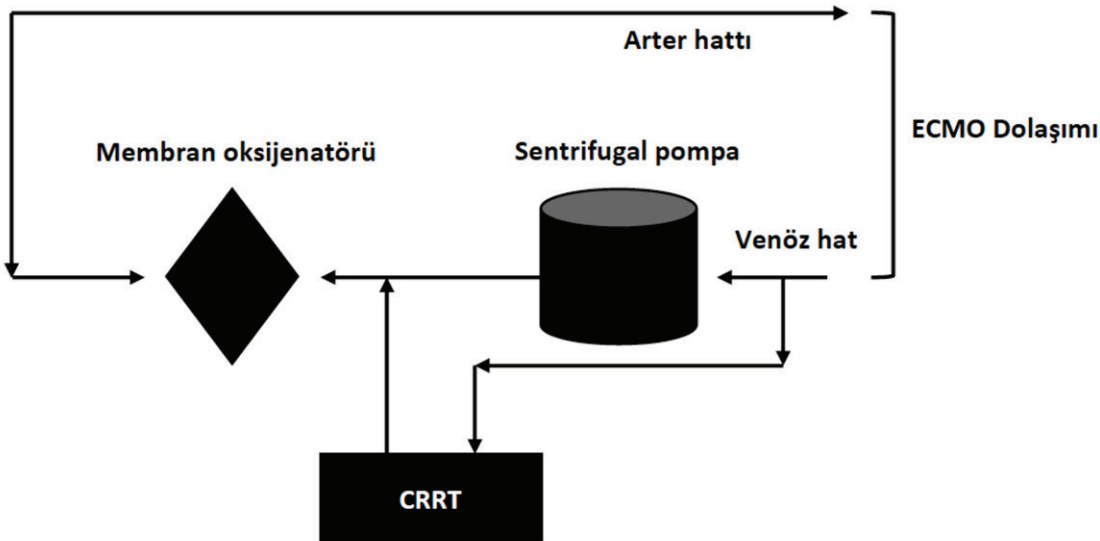 Arter hattı
ECMO Dolaşımı
Membran oksijenatörü
Sentrifugal pompa
Venöz hat
CRRT